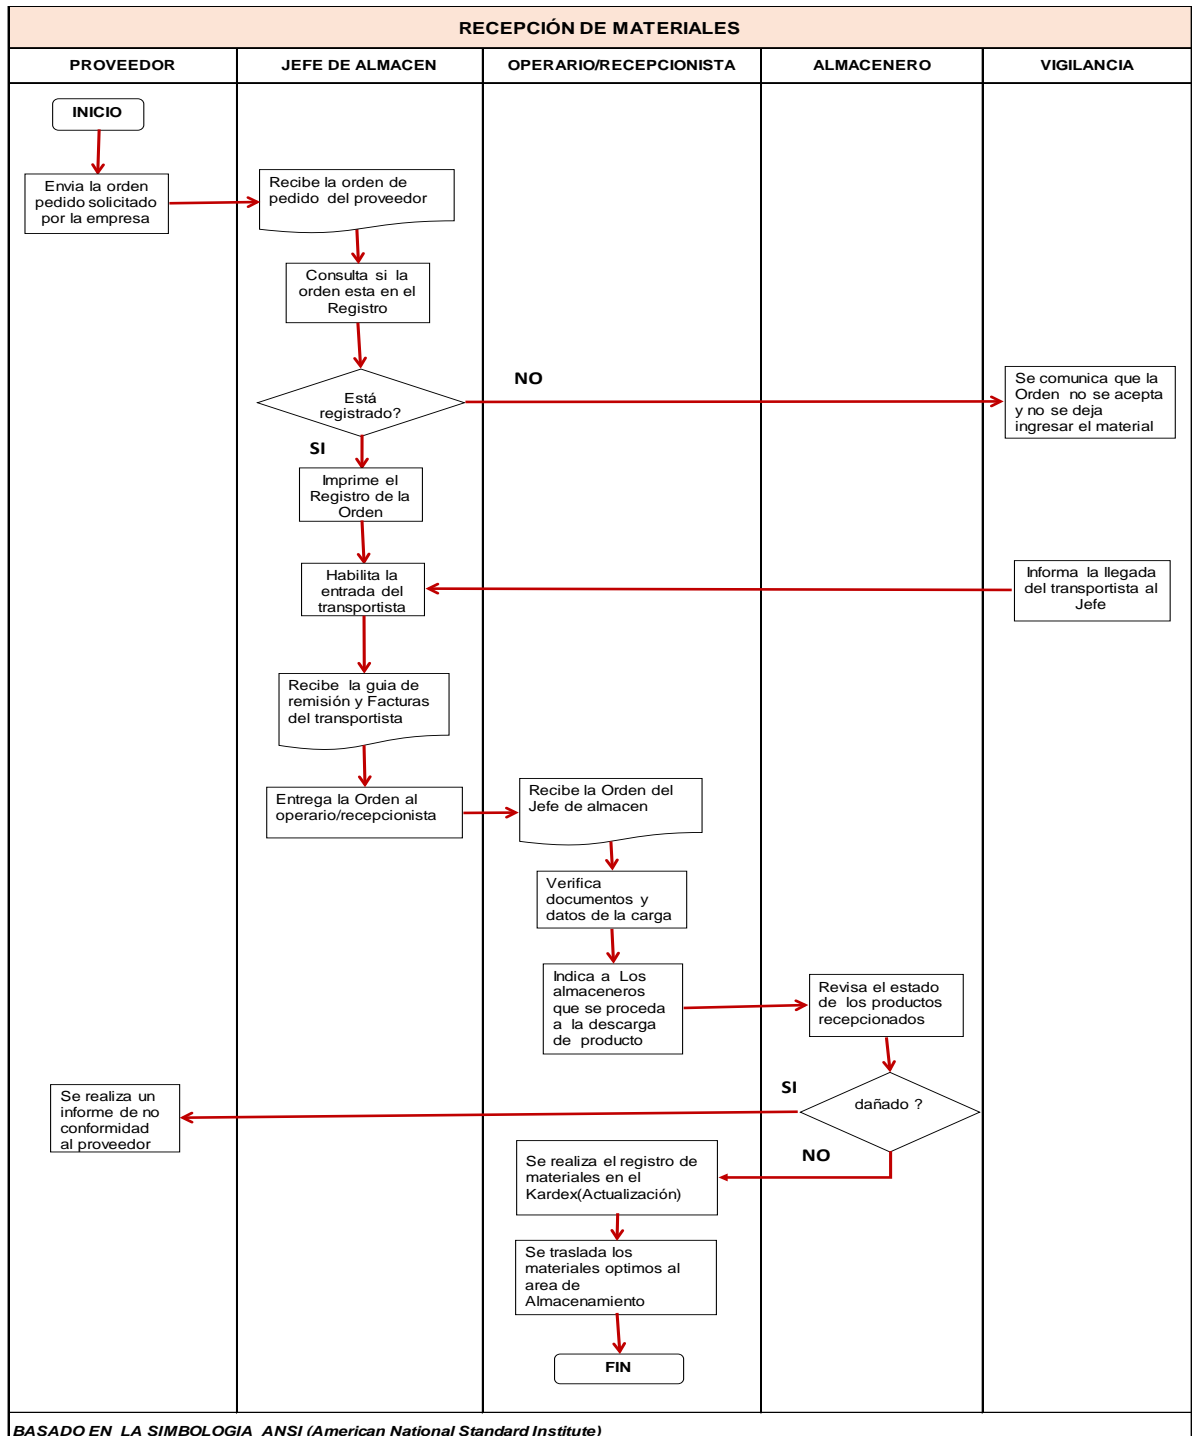 RECEPCIÓN DE MATERIALES
PROVEEDOR
JEFE DE ALMACEN
OPERARIO/RECEPCIONISTA
ALMACENERO
VIGILANCIA
INICIO
Envia la orden
pedido solicitado
por la empresa
Recibe la orden de
pedido del proveedor
Consulta si la
orden esta en el
Registro
Está
registrado?
NO
Se comunica que la
Orden no se acepta
y no se deja
ingresar el material
SI
Imprime el
Registro de la
Orden
Habilita la
entrada del
transportista
Informa la llegada
del transportista al
Jefe
Recibe la guia de
remisión y Facturas
del transportista
Entrega la Orden al
operario/recepcionista
Recibe la Orden del
Jefe de almacen
Verifica
documentos y
datos de la carga
Indica a Los
almaceneros
que se proceda
a la descarga
de producto
Revisa el estado
de los productos
recepcionados
dañado ?
SI
Se realiza un
informe de no
conformidad
al proveedor
NO
Se realiza el registro de
materiales en el
Kardex(Actualización)
Se traslada los
materiales optimos al
area de
Almacenamiento
FIN
BASADO EN LA SIMBOLOGIA ANSI (American National Standard Institute)